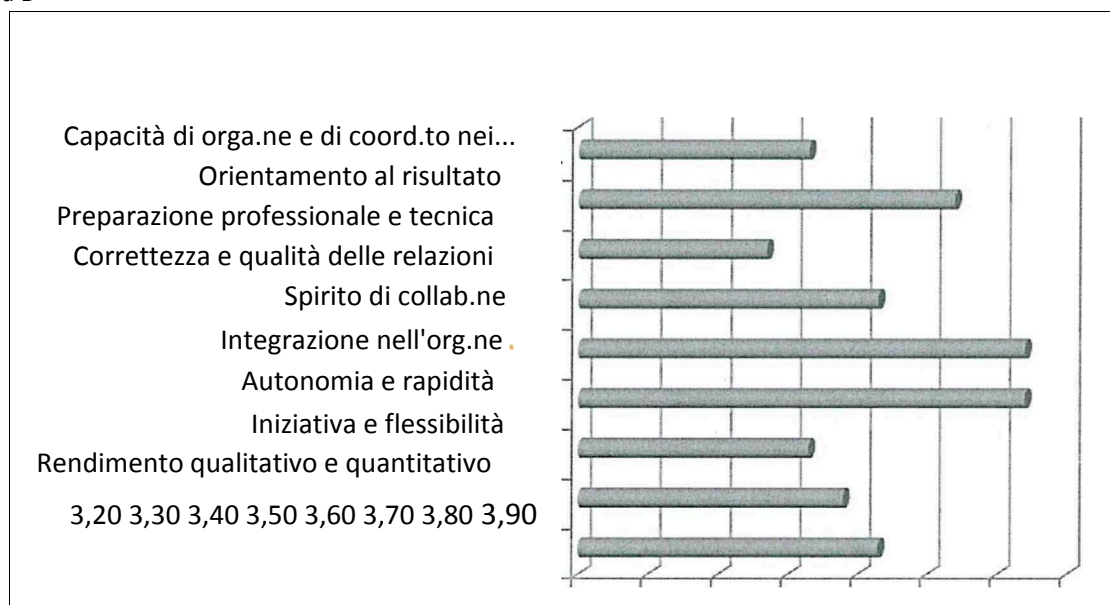 Capacità di orga.ne e di coord.to nei...
Orientamento al risultato
Preparazione professionale e tecnica
Correttezza e qualità delle relazioni
Spirito di collab.ne
Integrazione nell'org.ne .
Autonomia e rapidità
Iniziativa e flessibilità
Rendimento qualitativo e quantitativo
3,20 3,30 3,40 3,50 3,60 3,70 3,80 3,90